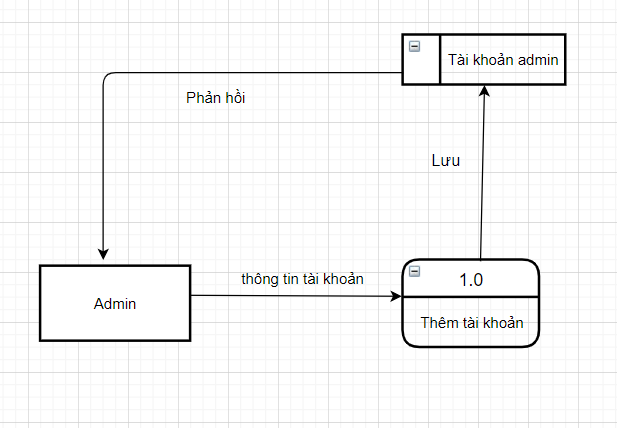 Tài khoản admin
Phản hồi
Lưu
thông tin tài khoản
1.0
Admin
Thêm tài khoản